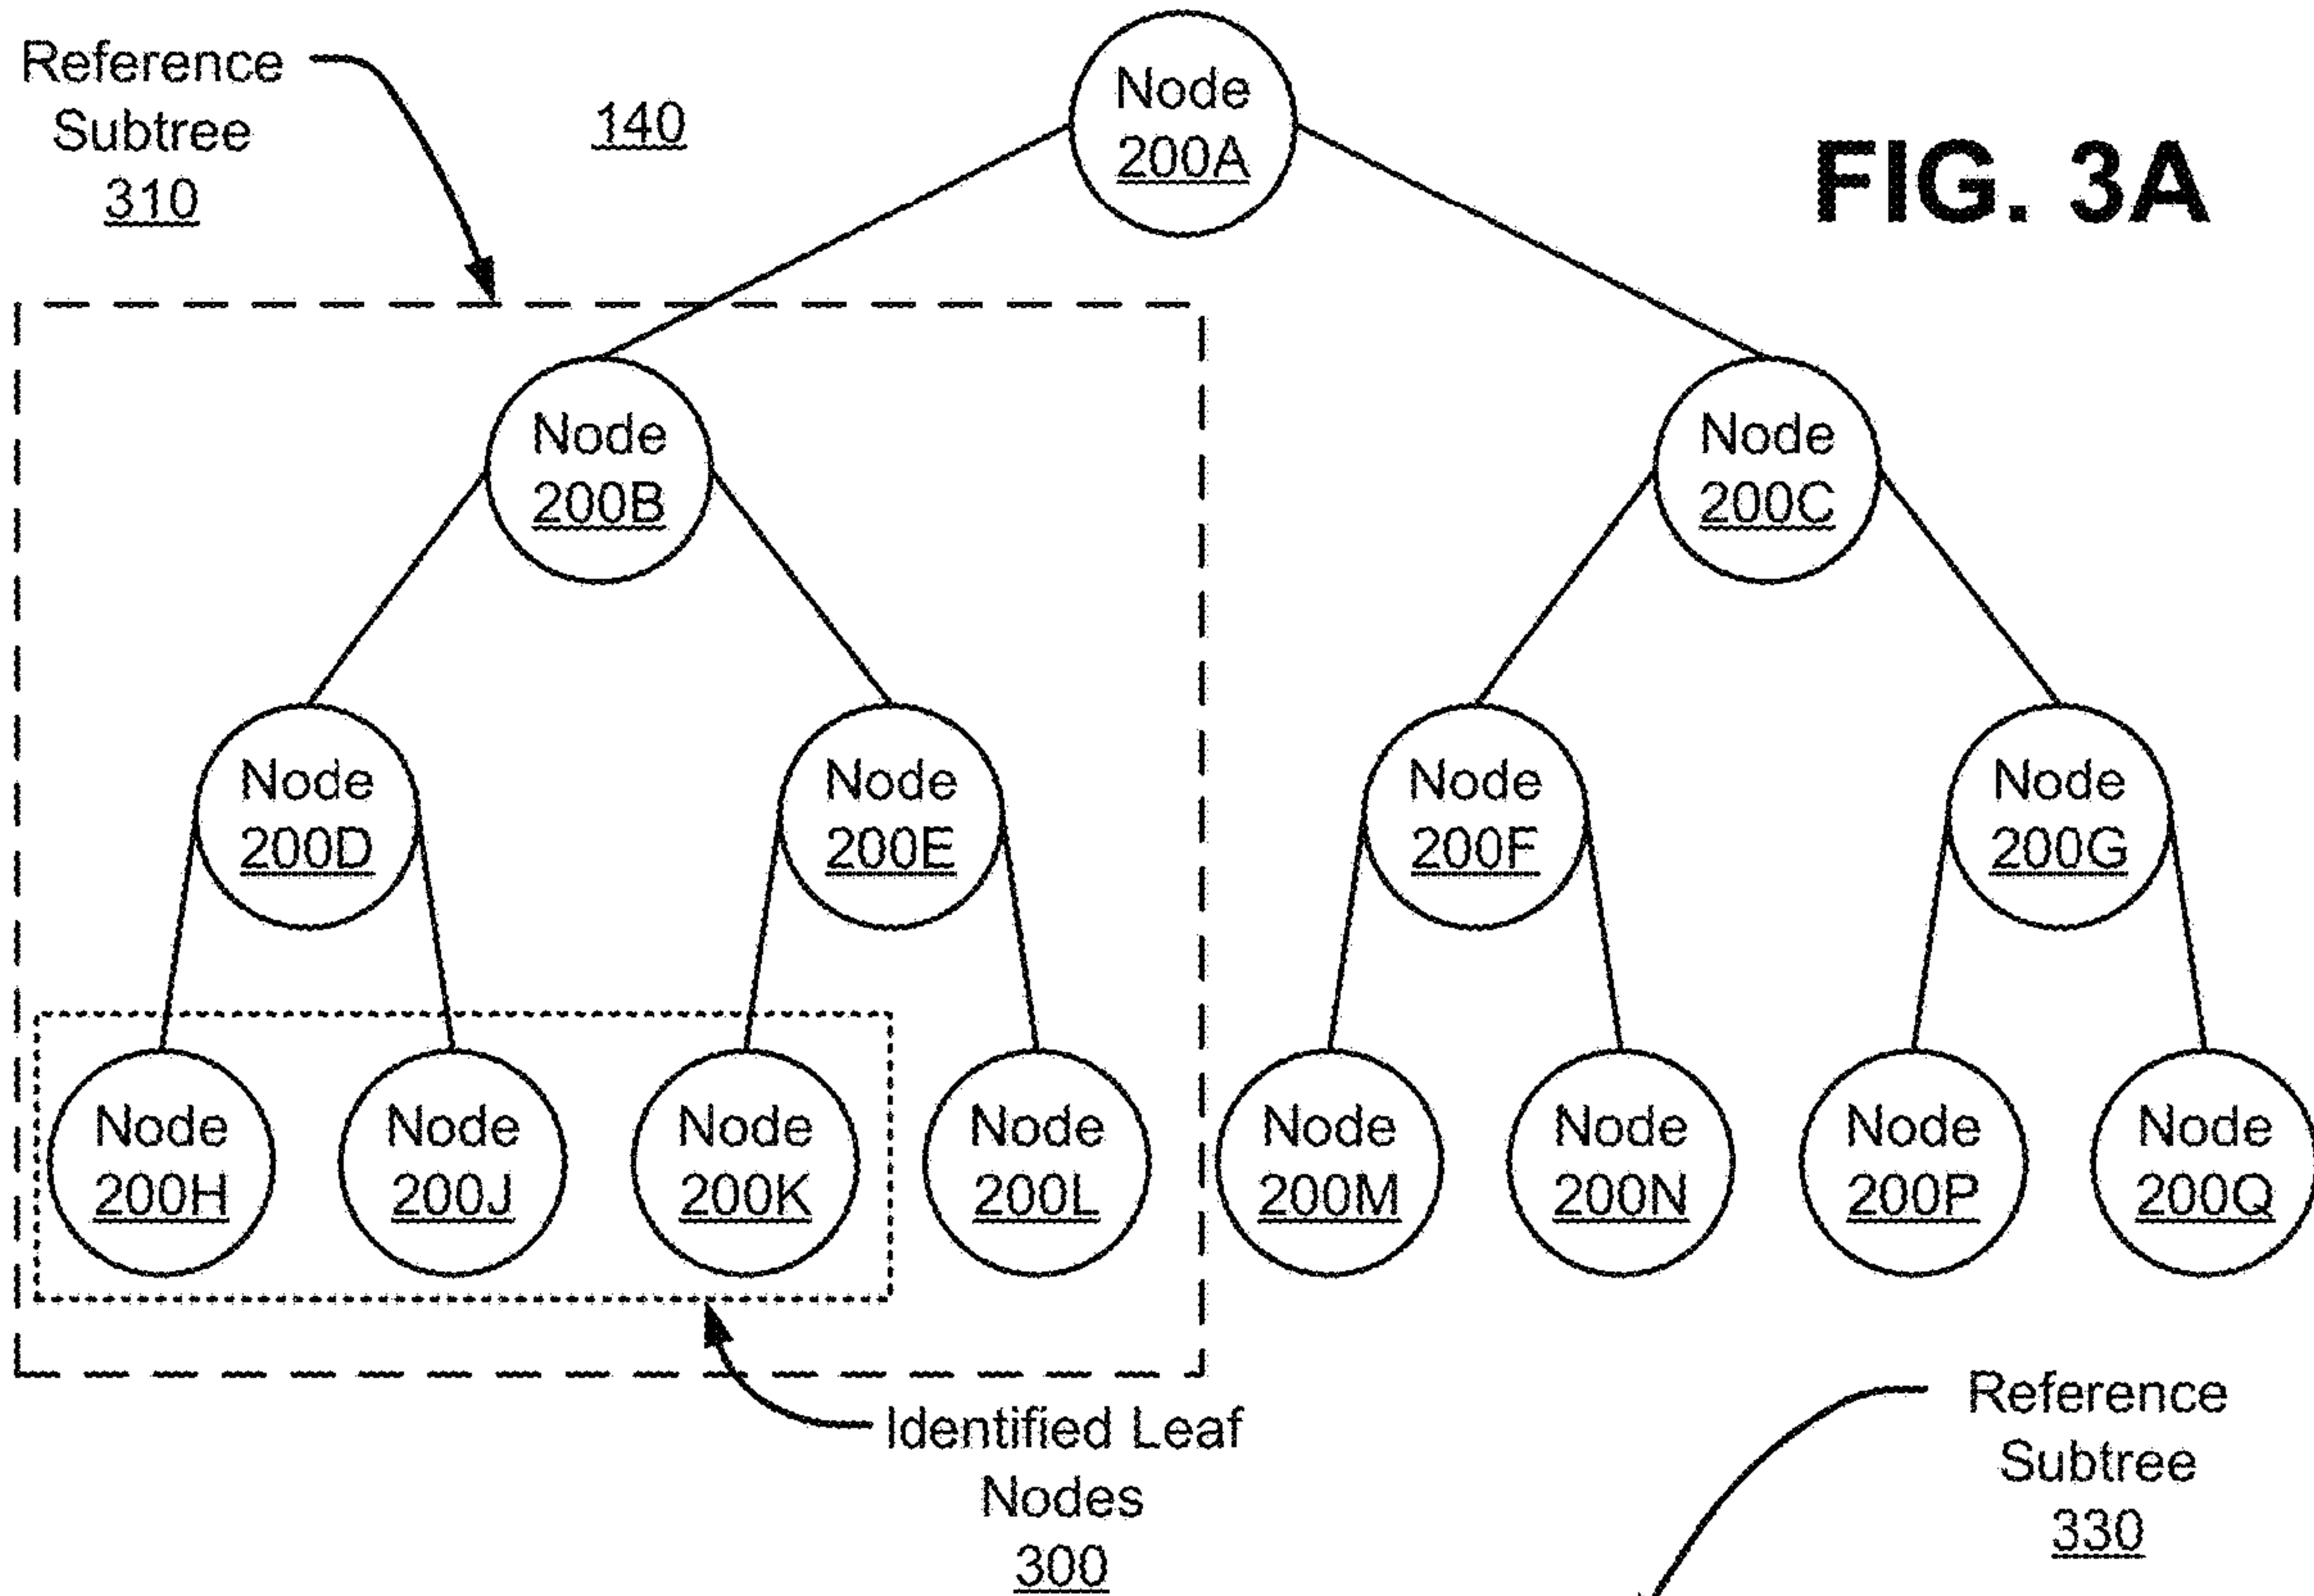 Reference
Subtree
310
140
Node
200A
FIG. 3A
Node
200B
Node
200C
Node
200D
Node
200E
Node
200F
Node
200G
Node
200H
Node
200J
Node
200K
Node
200L
Node
200M
Node
200N
Node
200P
Node
200Q
Identified Leaf
Nodes
300
Reference
Subtree
330